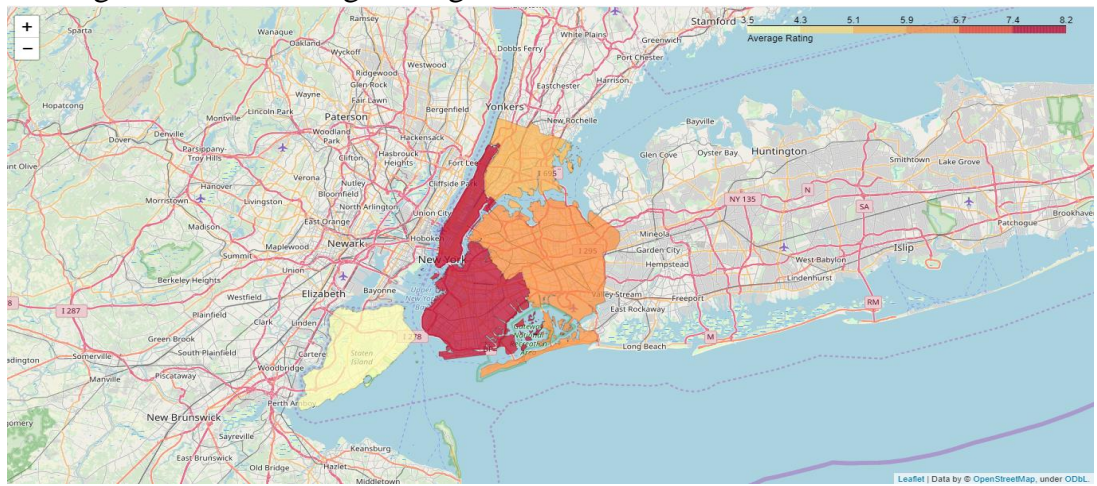 +
−
3.5 4.3 5.1 5.9 6.7 7.4 8.2
Average Rating
Sparta
Wanaque
Ramsey
Stamford
Oakland
White Plains
Greenwich
Wyckoff
Dobbs Ferry
Port Chester
Ridgewood
Westwood
Glen Rock
Eastchester
Harrison
Hopatcong
Lincoln Park
Fair Lawn
Yonkers
Wayne
Bergenfield
Paterson
New Rochelle
Bayville
Montville
Hackensack
Denville
Woodland Park
Huntington
Dover
Parsippany-Troy Hills
Clifton
Hasbrouck Heights
Fort Lee
I 695
Glen Cove
Oyster Bay
Smithtown
Lake Grove
Verona
Hanover
Bloomfield
Cliffside Park
N
NY 135
Morristown
Livingston
North Arlington
Union City
SA
East Orange
Patchogue
Brookhaven
Madison
Newark
Hoboken
Mineola
Garden City
Islip
Maplewood
New York
I 295
Summit
Union
Hempstead
West Babylon
Lindenhurst
Berkeley Heights
Elizabeth
Bayonne
Valley Stream
Freeport
Westfield
East Rockaway
RM
I 287
Plainfield
Clark
Linden
Somerville
Green Brook
South Plainfield
Carteret
I 278
M
Long Beach
Manville
Piscataway
Woodbridge
Staten Island
Perth Amboy
New Brunswick
Sayreville
East Brunswick
Old Bridge
Keansburg
Hazlet
Middletown
Leaflet | Data by © OpenStreetMap, under ODbL.